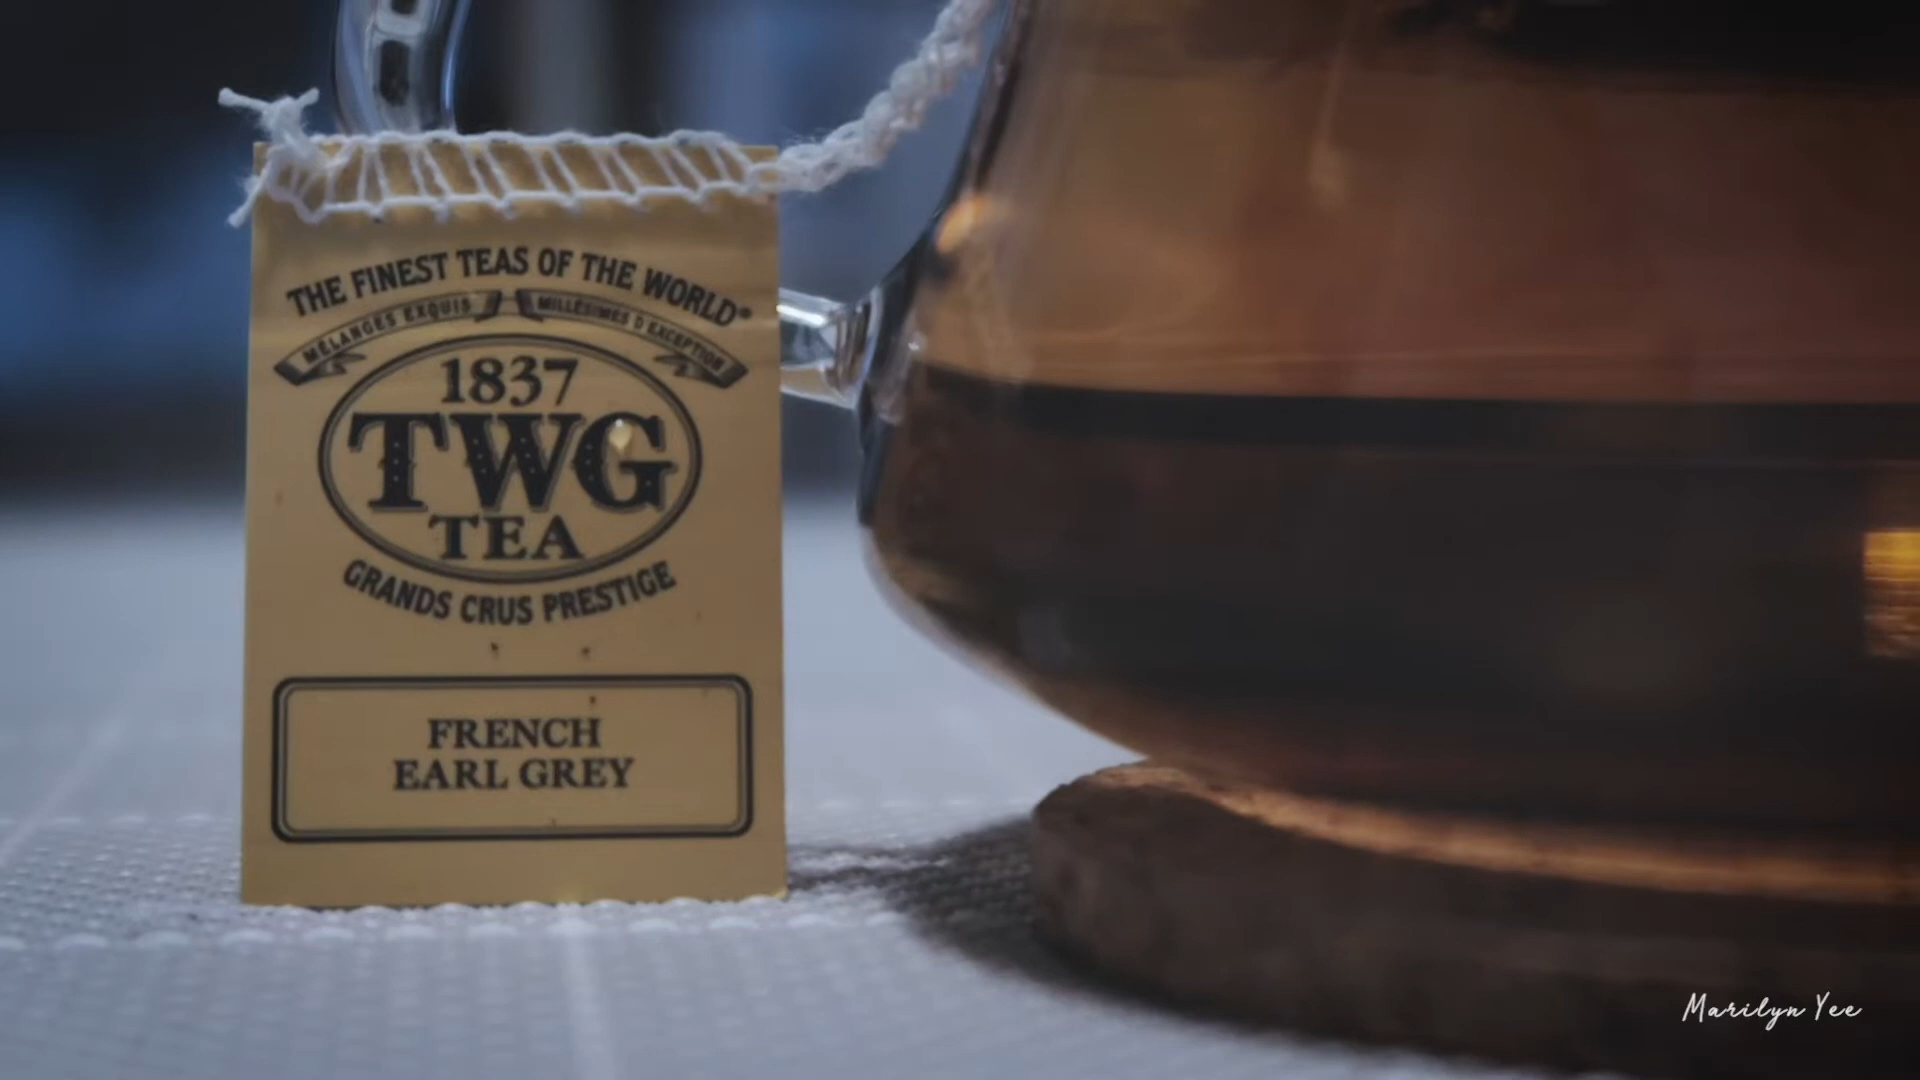 THE FINEST TEAS OF THE WORLD®
MÉLANGES EXQUIS MILLÉSIMES D'EXCEPTION
1837
TWG
TEA
GRANDS CRUS PRESTIGE
FRENCH
EARL GREY
Marilyn Yee